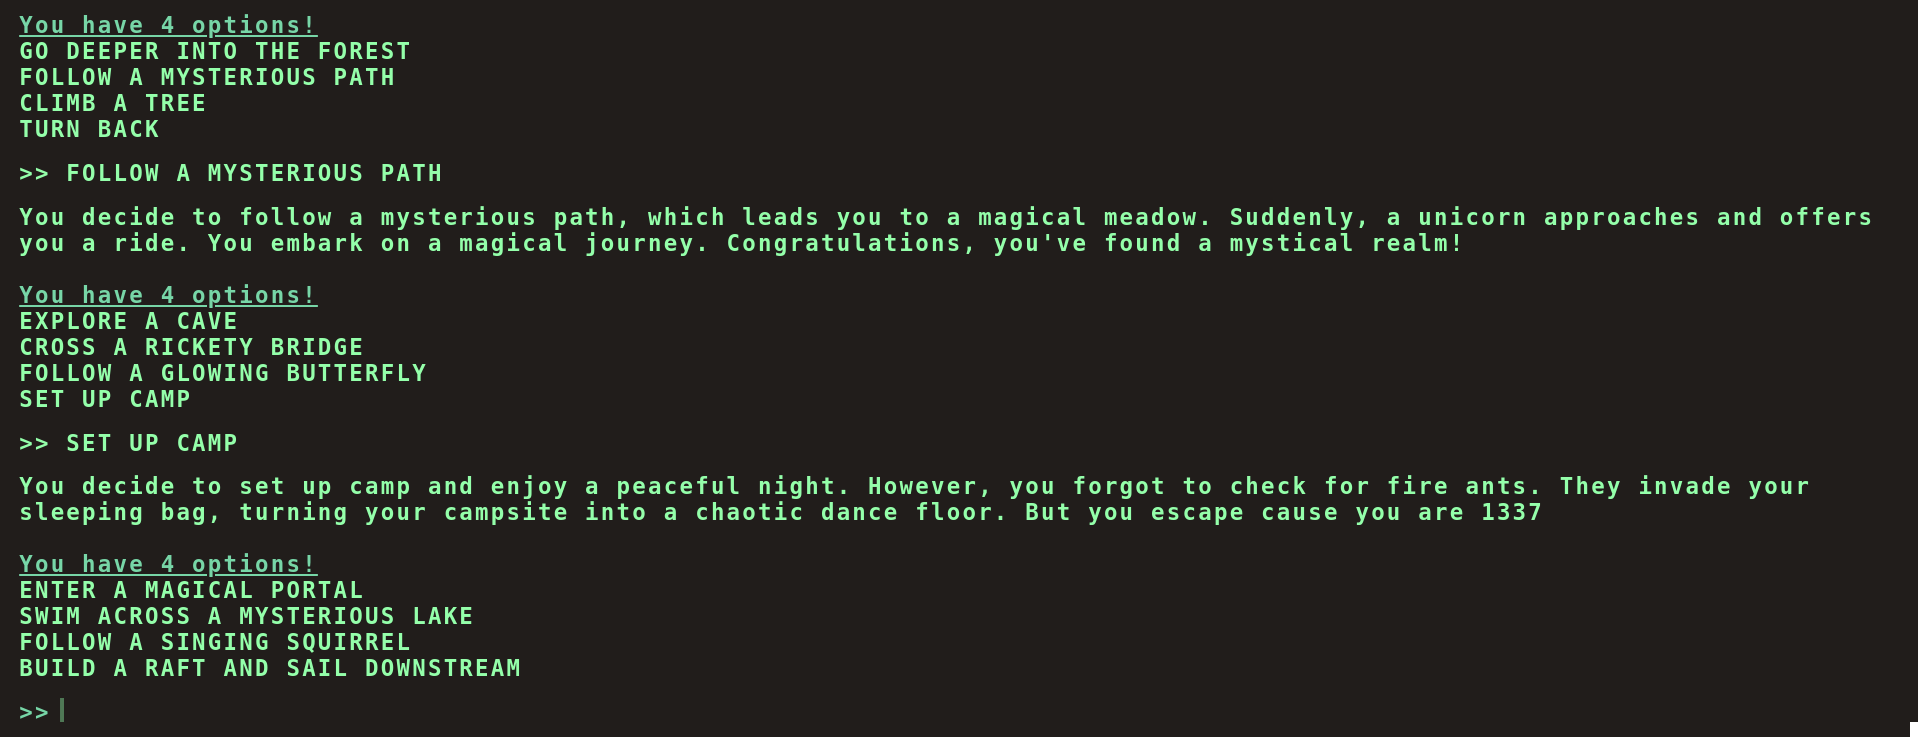 You have 4 options!
GO DEEPER INTO THE FOREST
FOLLOW A MYSTERIOUS PATH
CLIMB A TREE
TURN BACK
>> FOLLOW A MYSTERIOUS PATH
You decide to follow a mysterious path, which leads you to a magical meadow. Suddenly, a unicorn approaches and offers
you a ride. You embark on a magical journey. Congratulations, you've found a mystical realm!
You have 4 options!
EXPLORE A CAVE
CROSS A RICKETY BRIDGE
FOLLOW A GLOWING BUTTERFLY
SET UP CAMP
>> SET UP CAMP
You decide to set up camp and enjoy a peaceful night. However, you forgot to check for fire ants. They invade your
sleeping bag, turning your campsite into a chaotic dance floor. But you escape cause you are 1337
You have 4 options!
ENTER A MAGICAL PORTAL
SWIM ACROSS A MYSTERIOUS LAKE
FOLLOW A SINGING SQUIRREL
BUILD A RAFT AND SAIL DOWNSTREAM
>>